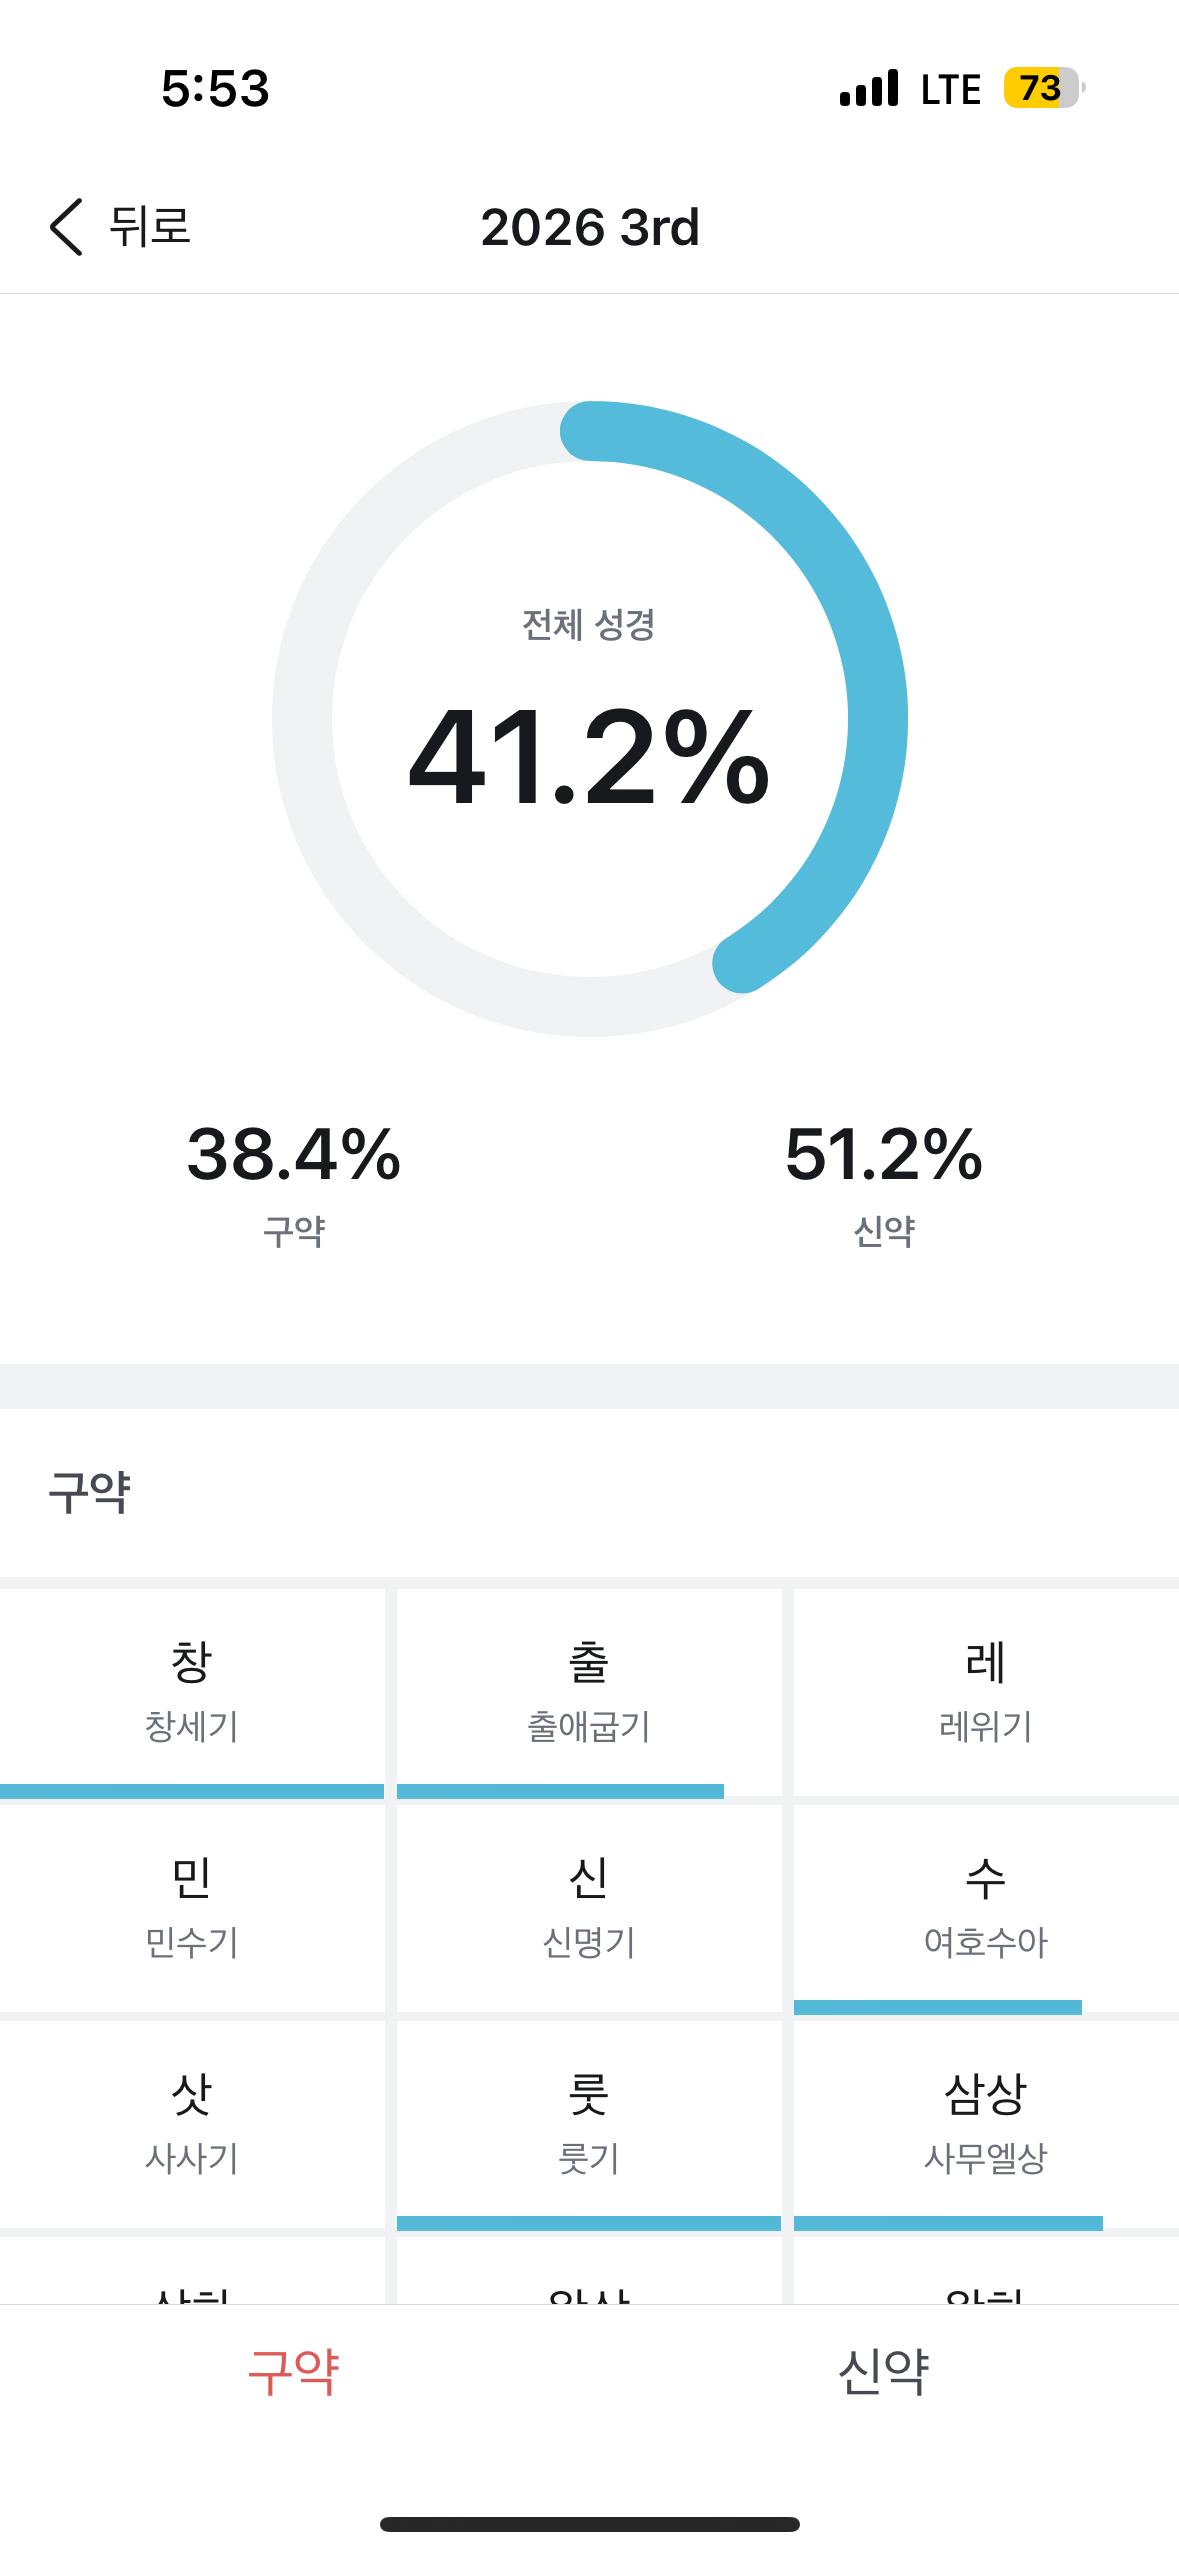 5:53 LTE 73
뒤로 2026 3rd
전체 성경
41.2%
38.4% 51.2%
구약 신약
구약
창 출 레
창세기 출애굽기 레위기
민 신 수
민수기 신명기 여호수아
삿 룻 삼상
사사기 룻기 사무엘상
구약 신약